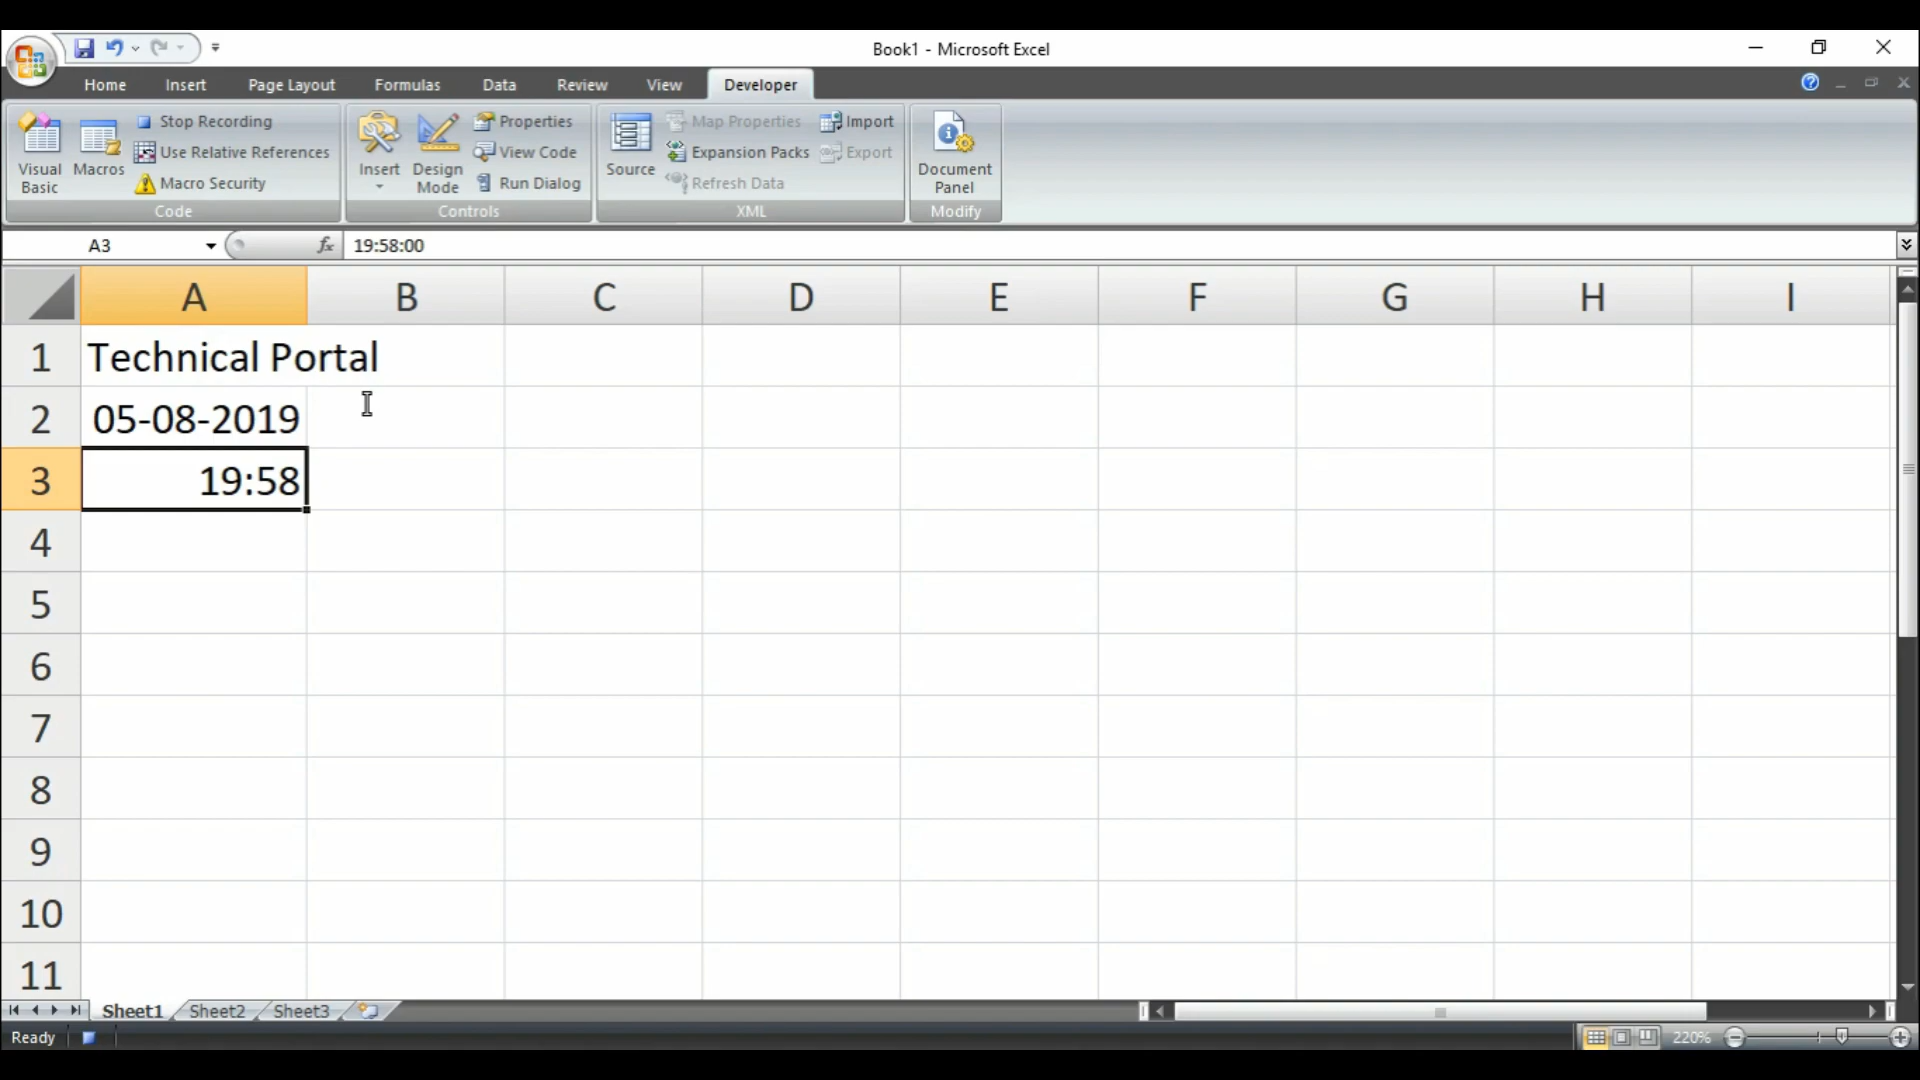 Book1 - Microsoft Excel
Home Insert Page Layout Formulas Data Review View Developer
Visual Basic
Macros
Stop Recording
Use Relative References
Macro Security
Code
Insert
Design Mode
Properties
View Code
Run Dialog
Controls
Source
Map Properties
Expansion Packs
Refresh Data
Import
Export
XML
Document Panel
Modify
A3 fx 19:58:00
A B C D E F G H I
1 Technical Portal
2 05-08-2019
3 19:58
4
5
6
7
8
9
10
11
Sheet1 Sheet2 Sheet3
Ready 220%